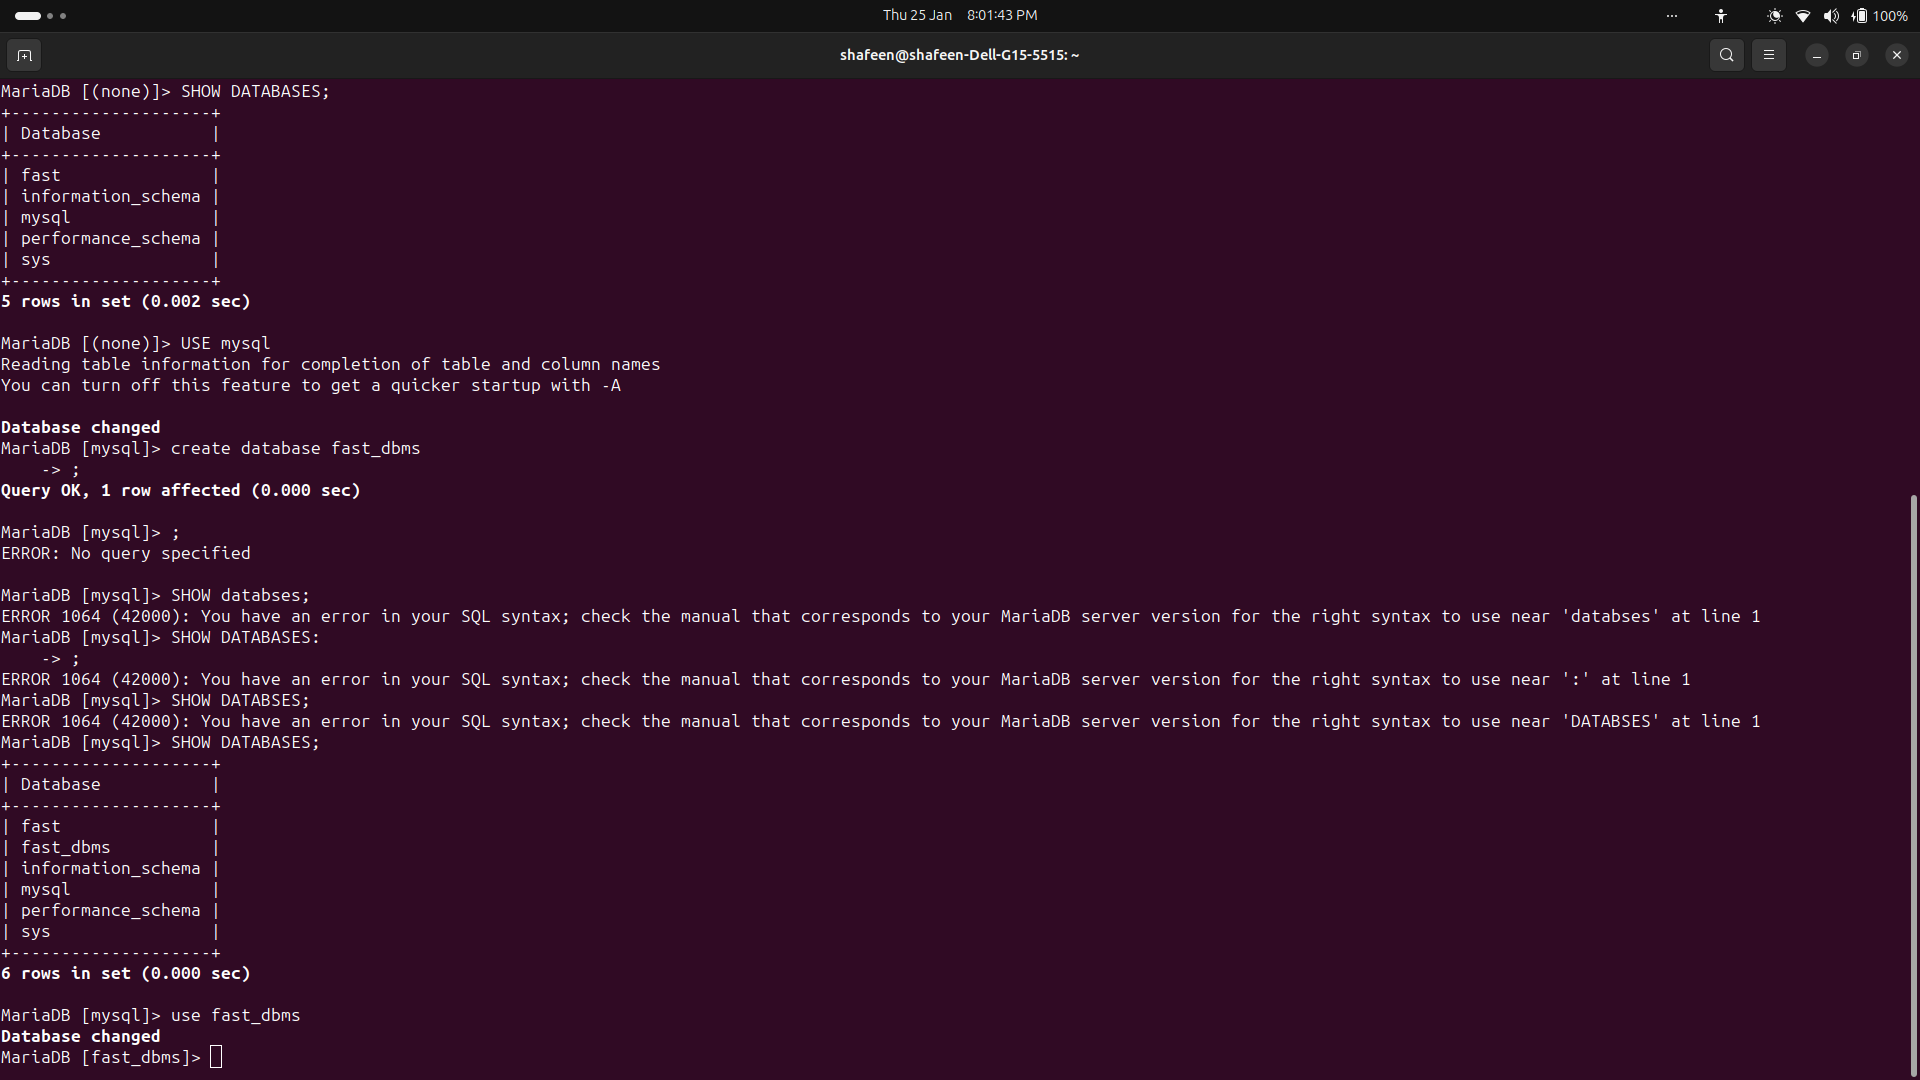 Thu 25 Jan 8:01:43 PM
100%
shafeen@shafeen-Dell-G15-5515: ~
MariaDB [(none)]> SHOW DATABASES;
+--------------------+
| Database           |
+--------------------+
| fast               |
| information_schema |
| mysql              |
| performance_schema |
| sys                |
+--------------------+
5 rows in set (0.002 sec)

MariaDB [(none)]> USE mysql
Reading table information for completion of table and column names
You can turn off this feature to get a quicker startup with -A

Database changed
MariaDB [mysql]> create database fast_dbms
    -> ;
Query OK, 1 row affected (0.000 sec)

MariaDB [mysql]> ;
ERROR: No query specified

MariaDB [mysql]> SHOW databses;
ERROR 1064 (42000): You have an error in your SQL syntax; check the manual that corresponds to your MariaDB server version for the right syntax to use near 'databses' at line 1
MariaDB [mysql]> SHOW DATABASES:
    -> ;
ERROR 1064 (42000): You have an error in your SQL syntax; check the manual that corresponds to your MariaDB server version for the right syntax to use near ':' at line 1
MariaDB [mysql]> SHOW DATABSES;
ERROR 1064 (42000): You have an error in your SQL syntax; check the manual that corresponds to your MariaDB server version for the right syntax to use near 'DATABSES' at line 1
MariaDB [mysql]> SHOW DATABASES;
+--------------------+
| Database           |
+--------------------+
| fast               |
| fast_dbms          |
| information_schema |
| mysql              |
| performance_schema |
| sys                |
+--------------------+
6 rows in set (0.000 sec)

MariaDB [mysql]> use fast_dbms
Database changed
MariaDB [fast_dbms]>